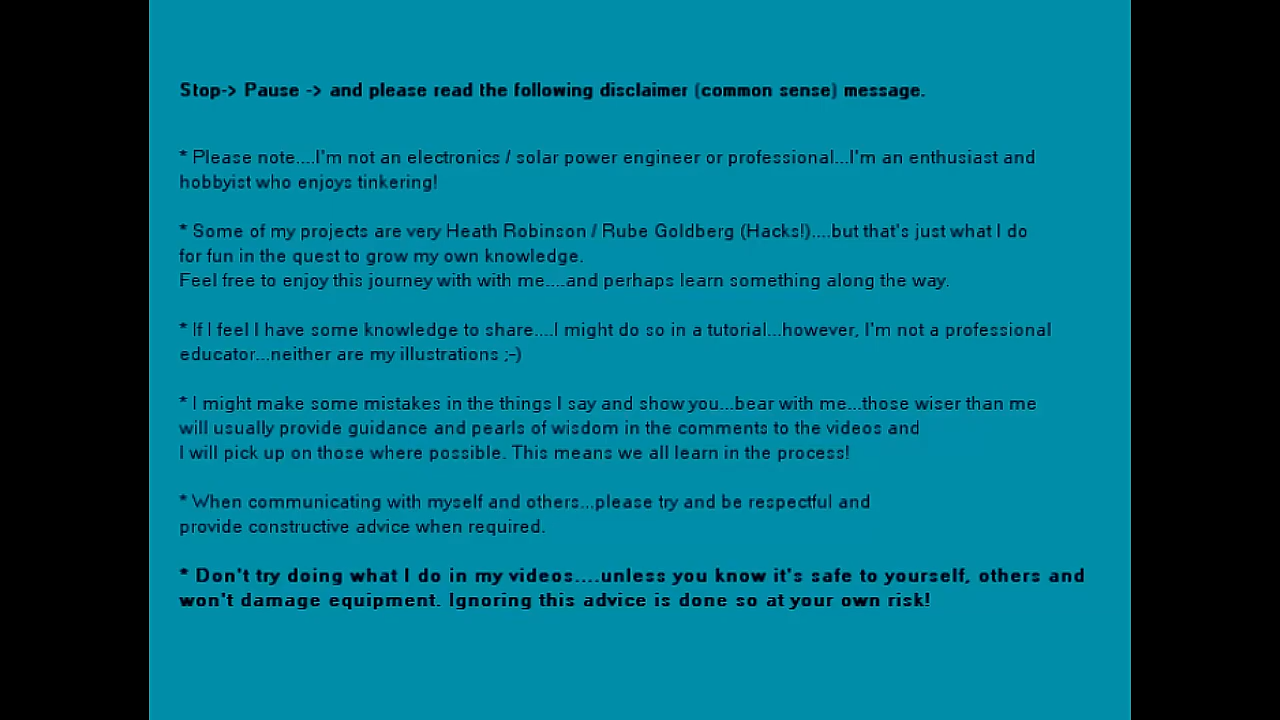 Stop-> Pause -> and please read the following disclaimer (common sense) message.
* Please note....I'm not an electronics / solar power engineer or professional...I'm an enthusiast and
hobbyist who enjoys tinkering!
* Some of my projects are very Heath Robinson / Rube Goldberg (Hacks!)....but that's just what I do
for fun in the quest to grow my own knowledge.
Feel free to enjoy this journey with with me....and perhaps learn something along the way.
* If I feel I have some knowledge to share....I might do so in a tutorial...however, I'm not a professional
educator...neither are my illustrations ;-)
* I might make some mistakes in the things I say and show you...bear with me...those wiser than me
will usually provide guidance and pearls of wisdom in the comments to the videos and
I will pick up on those where possible. This means we all learn in the process!
* When communicating with myself and others...please try and be respectful and
provide constructive advice when required.
* Don't try doing what I do in my videos....unless you know it's safe to yourself, others and
won't damage equipment. Ignoring this advice is done so at your own risk!